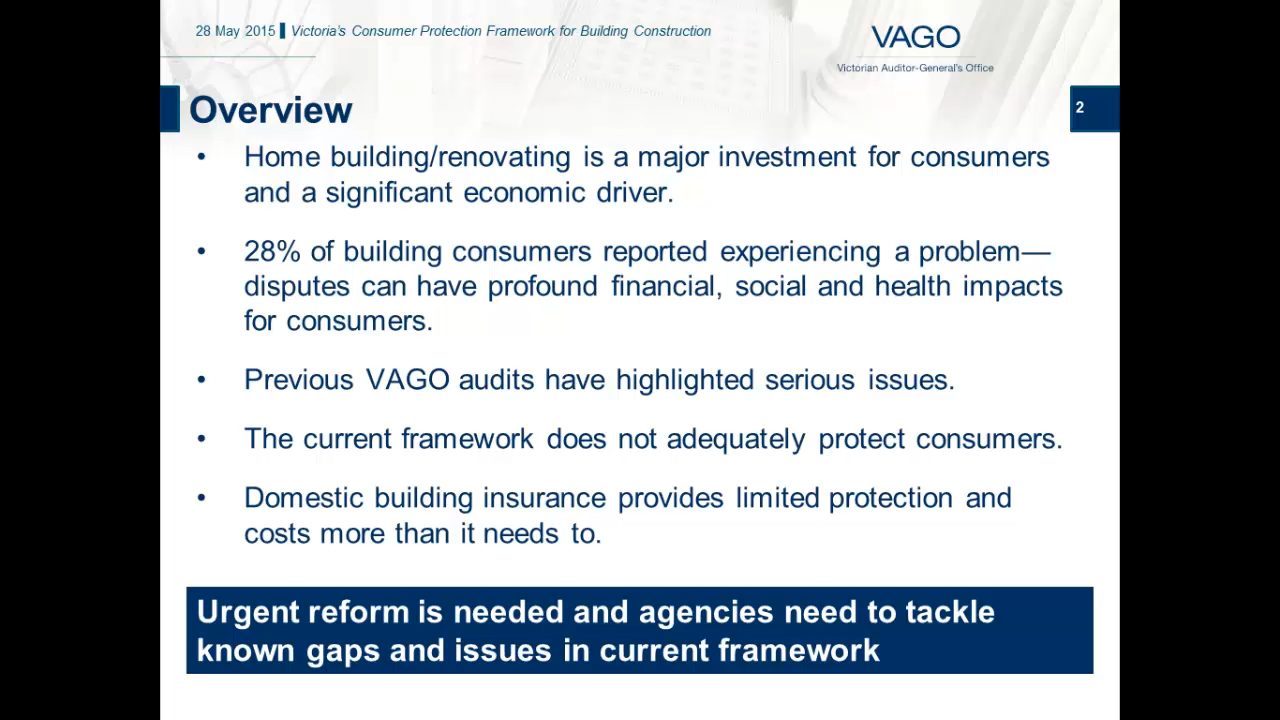 28 May 2015 ▌ Victoria's Consumer Protection Framework for Building Construction
VAGO
Victorian Auditor-General's Office
Overview
2
• Home building/renovating is a major investment for consumers
and a significant economic driver.
• 28% of building consumers reported experiencing a problem—
disputes can have profound financial, social and health impacts
for consumers.
• Previous VAGO audits have highlighted serious issues.
• The current framework does not adequately protect consumers.
• Domestic building insurance provides limited protection and
costs more than it needs to.
Urgent reform is needed and agencies need to tackle
known gaps and issues in current framework